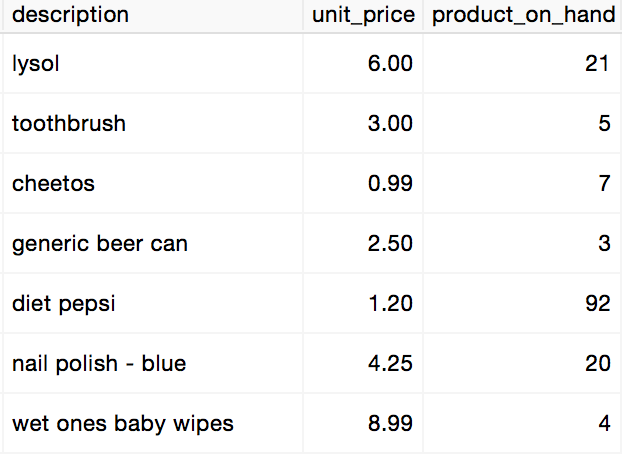 description unit_price product_on_hand
lysol 6.00 21
toothbrush 3.00 5
cheetos 0.99 7
generic beer can 2.50 3
diet pepsi 1.20 92
nail polish - blue 4.25 20
wet ones baby wipes 8.99 4